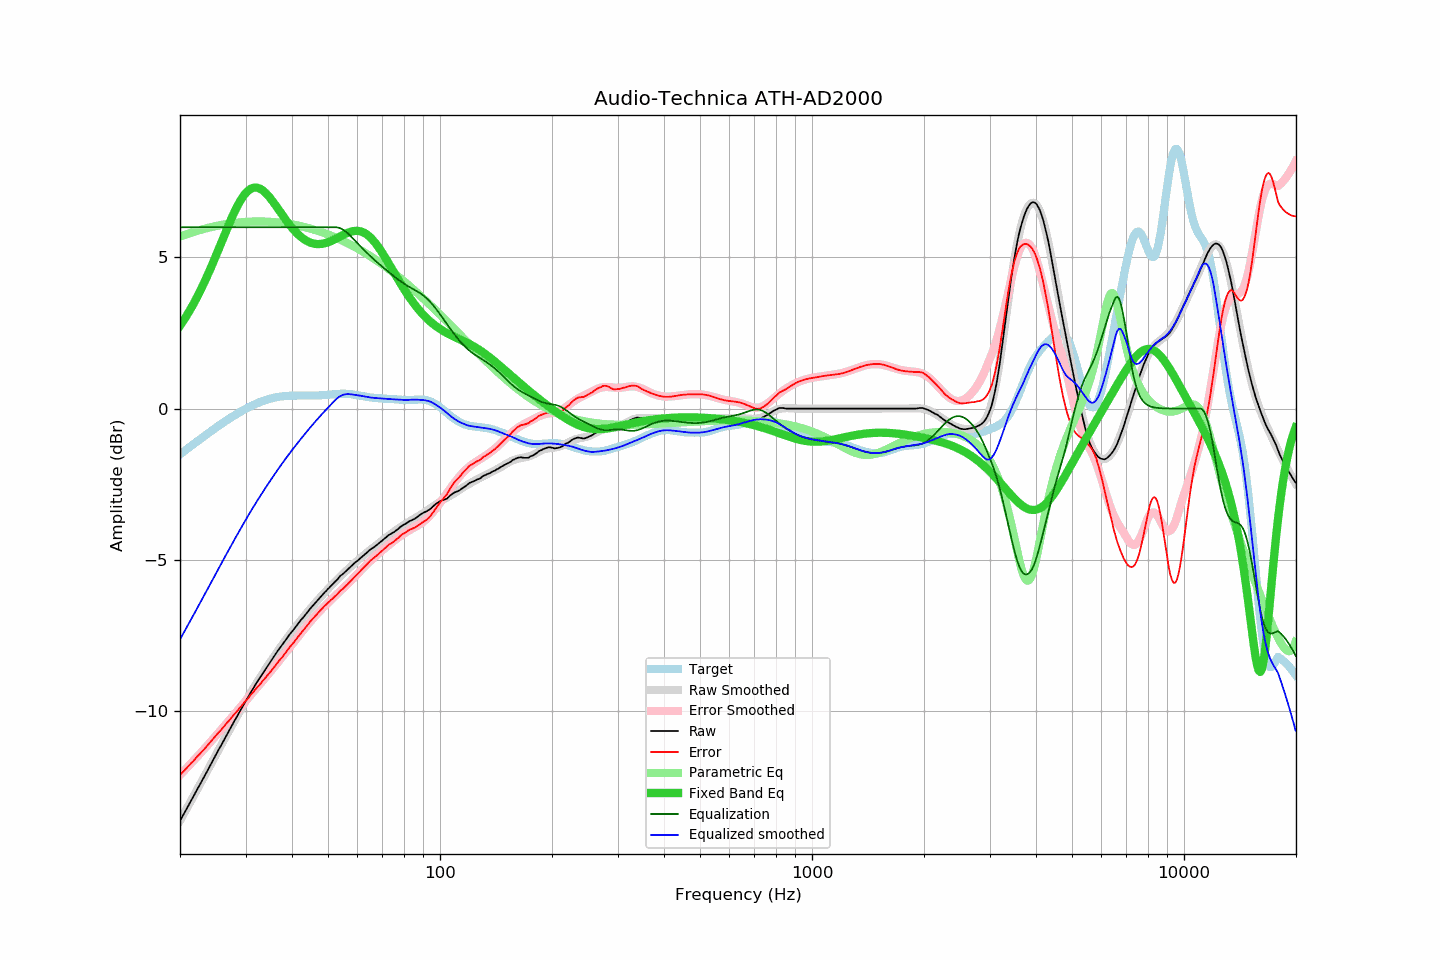 Audio-Technica ATH-AD2000
Amplitude (dBr)
5
0
−5
−10
Target
Raw Smoothed
Error Smoothed
Raw
Error
Parametric Eq
Fixed Band Eq
Equalization
Equalized smoothed
100
1000
10000
Frequency (Hz)